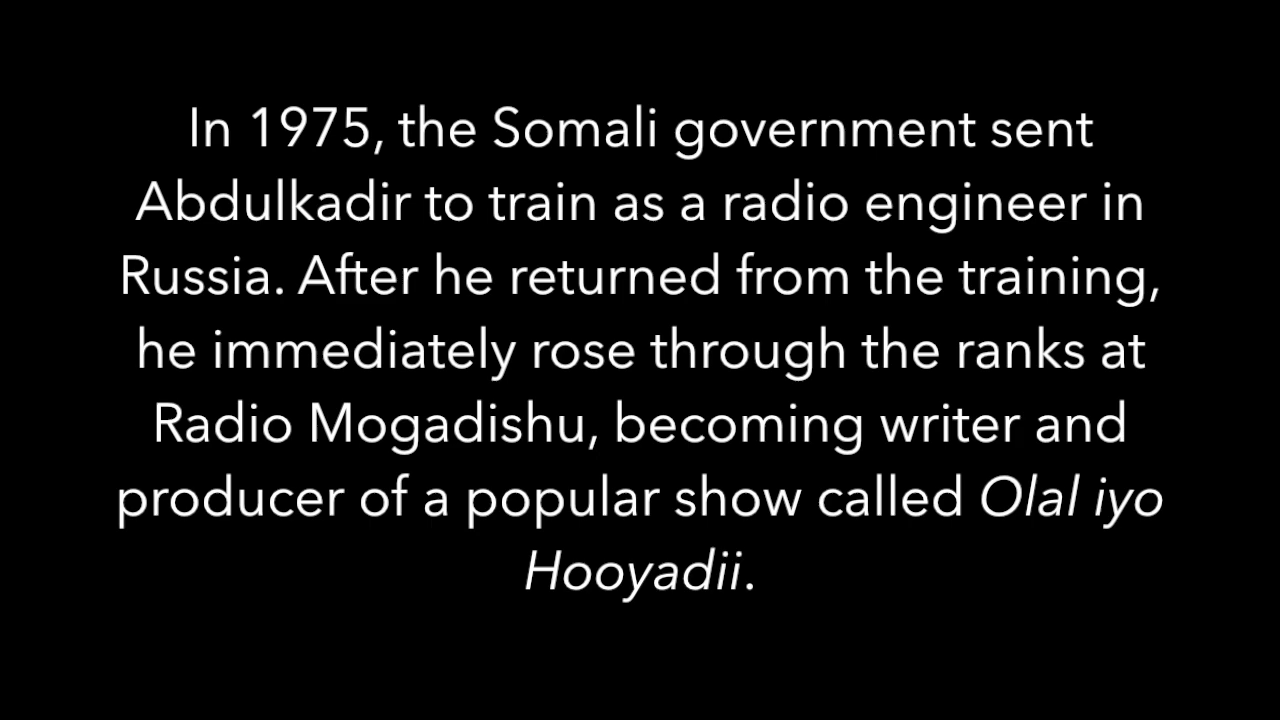 In 1975, the Somali government sent
Abdulkadir to train as a radio engineer in
Russia. After he returned from the training,
he immediately rose through the ranks at
Radio Mogadishu, becoming writer and
producer of a popular show called Olal iyo
Hooyadii.